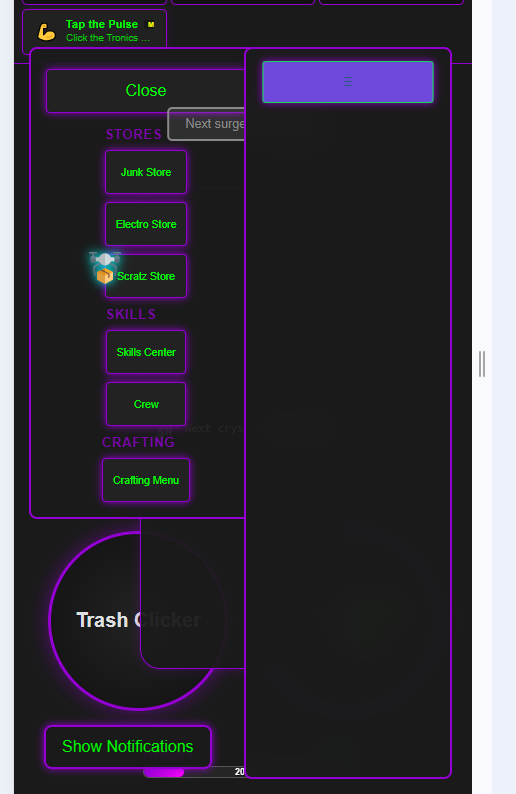 Tap the Pulse M
Click the Tronics ...
Close
Next surge
STORES
Junk Store
Electro Store
Scratz Store
SKILLS
Skills Center
Crew
Next crys
CRAFTING
Crafting Menu
Trash Clicker
Show Notifications
20